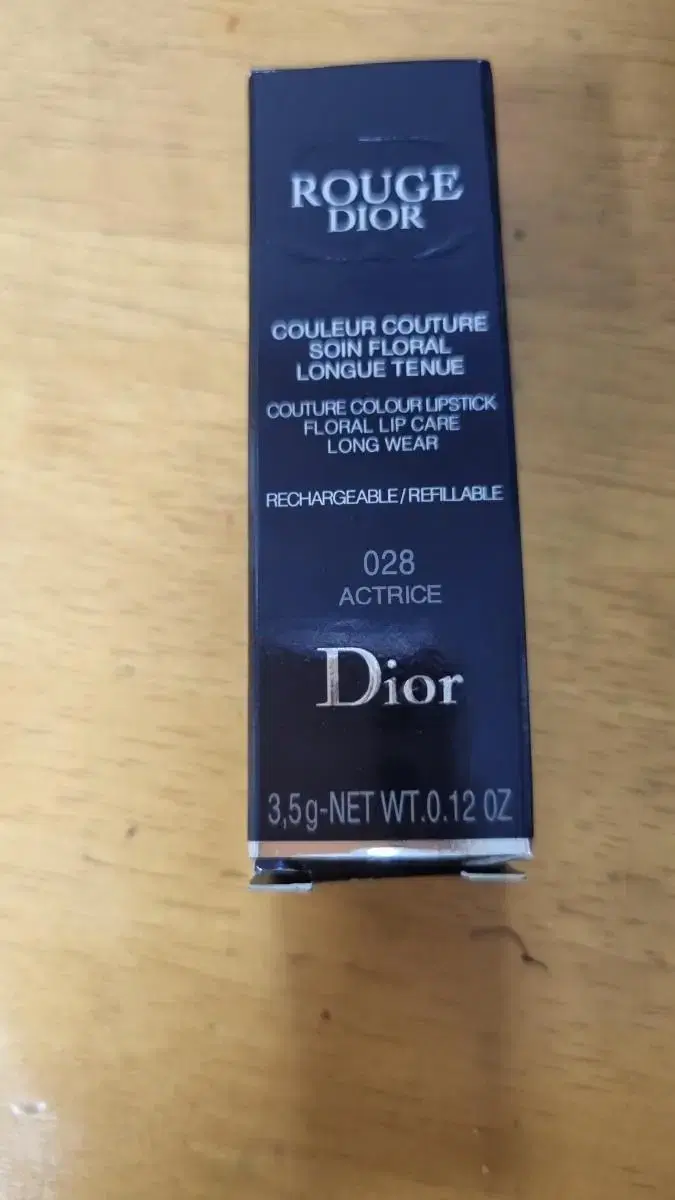 ROUGE
DIOR
COULEUR COUTURE
SOIN FLORAL
LONGUE TENUE
COUTURE COLOUR LIPSTICK
FLORAL LIP CARE
LONG WEAR
RECHARGEABLE/REFILLABLE
028
ACTRICE
Dior
3,5g-NET WT.0.12 OZ